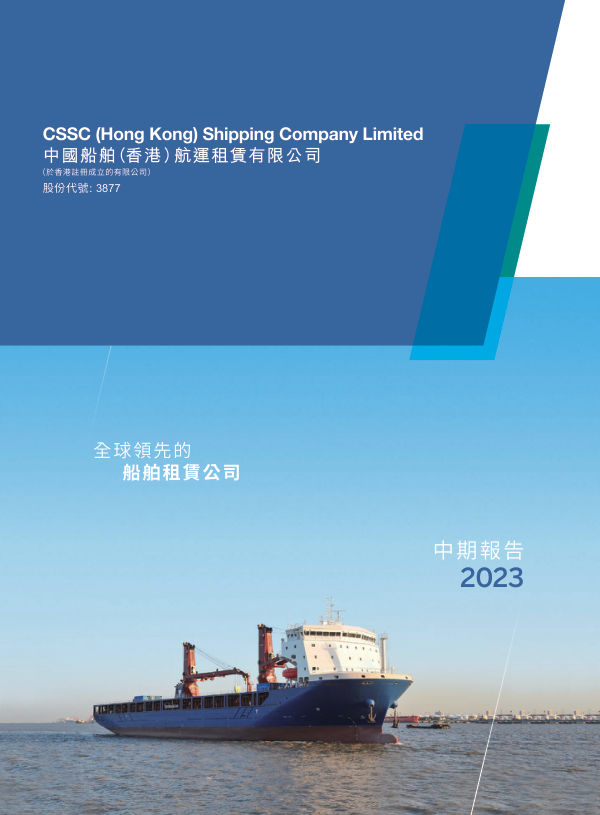 CSSC (Hong Kong) Shipping Company Limited
中國船舶(香港)航運租賃有限公司
(於香港註冊成立的有限公司)
股份代號: 3877
全球領先的
船舶租賃公司
中期報告
2023